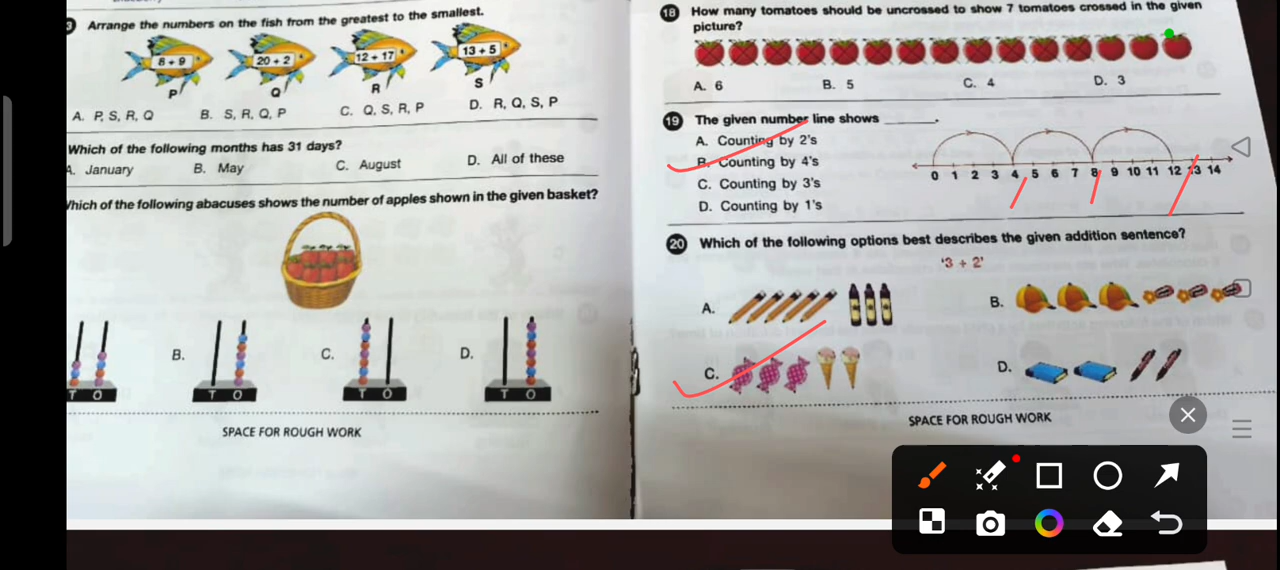 Arrange the numbers on the fish from the greatest to the smallest.
8 + 9
20 + 2
12 + 17
13 + 5
P
Q
R
S
A. P, S, R, Q
B. S, R, Q, P
C. Q, S, R, P
D. R, Q, S, P
Which of the following months has 31 days?
A. January
B. May
C. August
D. All of these
Which of the following abacuses shows the number of apples shown in the given basket?
B.
C.
D.
T O
T O
T O
T O
SPACE FOR ROUGH WORK
18 How many tomatoes should be uncrossed to show 7 tomatoes crossed in the given
picture?
A. 6
B. 5
C. 4
D. 3
19 The given number line shows ______.
A. Counting by 2's
B. Counting by 4's
C. Counting by 3's
D. Counting by 1's
0 1 2 3 4 5 6 7 8 9 10 11 12 13 14
20 Which of the following options best describes the given addition sentence?
'3 + 2'
A.
B.
C.
D.
SPACE FOR ROUGH WORK